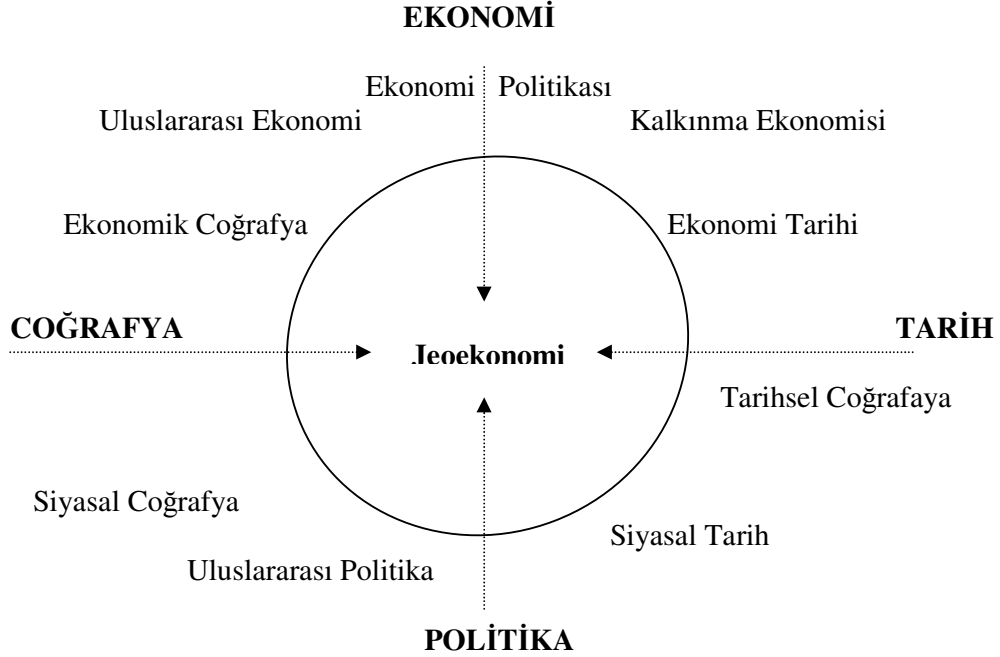 EKONOMİ
Ekonomi Politikası
Uluslararası Ekonomi Kalkınma Ekonomisi
Ekonomik Coğrafya Ekonomi Tarihi
COĞRAFYA TARİH
Jeoekonomi
Tarihsel Coğrafaya
Siyasal Coğrafya
Siyasal Tarih
Uluslararası Politika
POLİTİKA